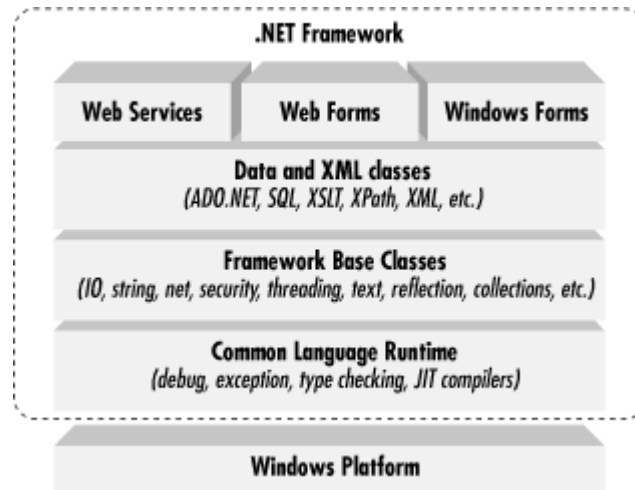 .NET Framework
Web Services
Web Forms
Windows Forms
Data and XML classes
(ADO.NET, SQL, XSLT, XPath, XML, etc.)
Framework Base Classes
(IO, string, net, security, threading, text, reflection, collections, etc.)
Common Language Runtime
(debug, exception, type checking, JIT compilers)
Windows Platform